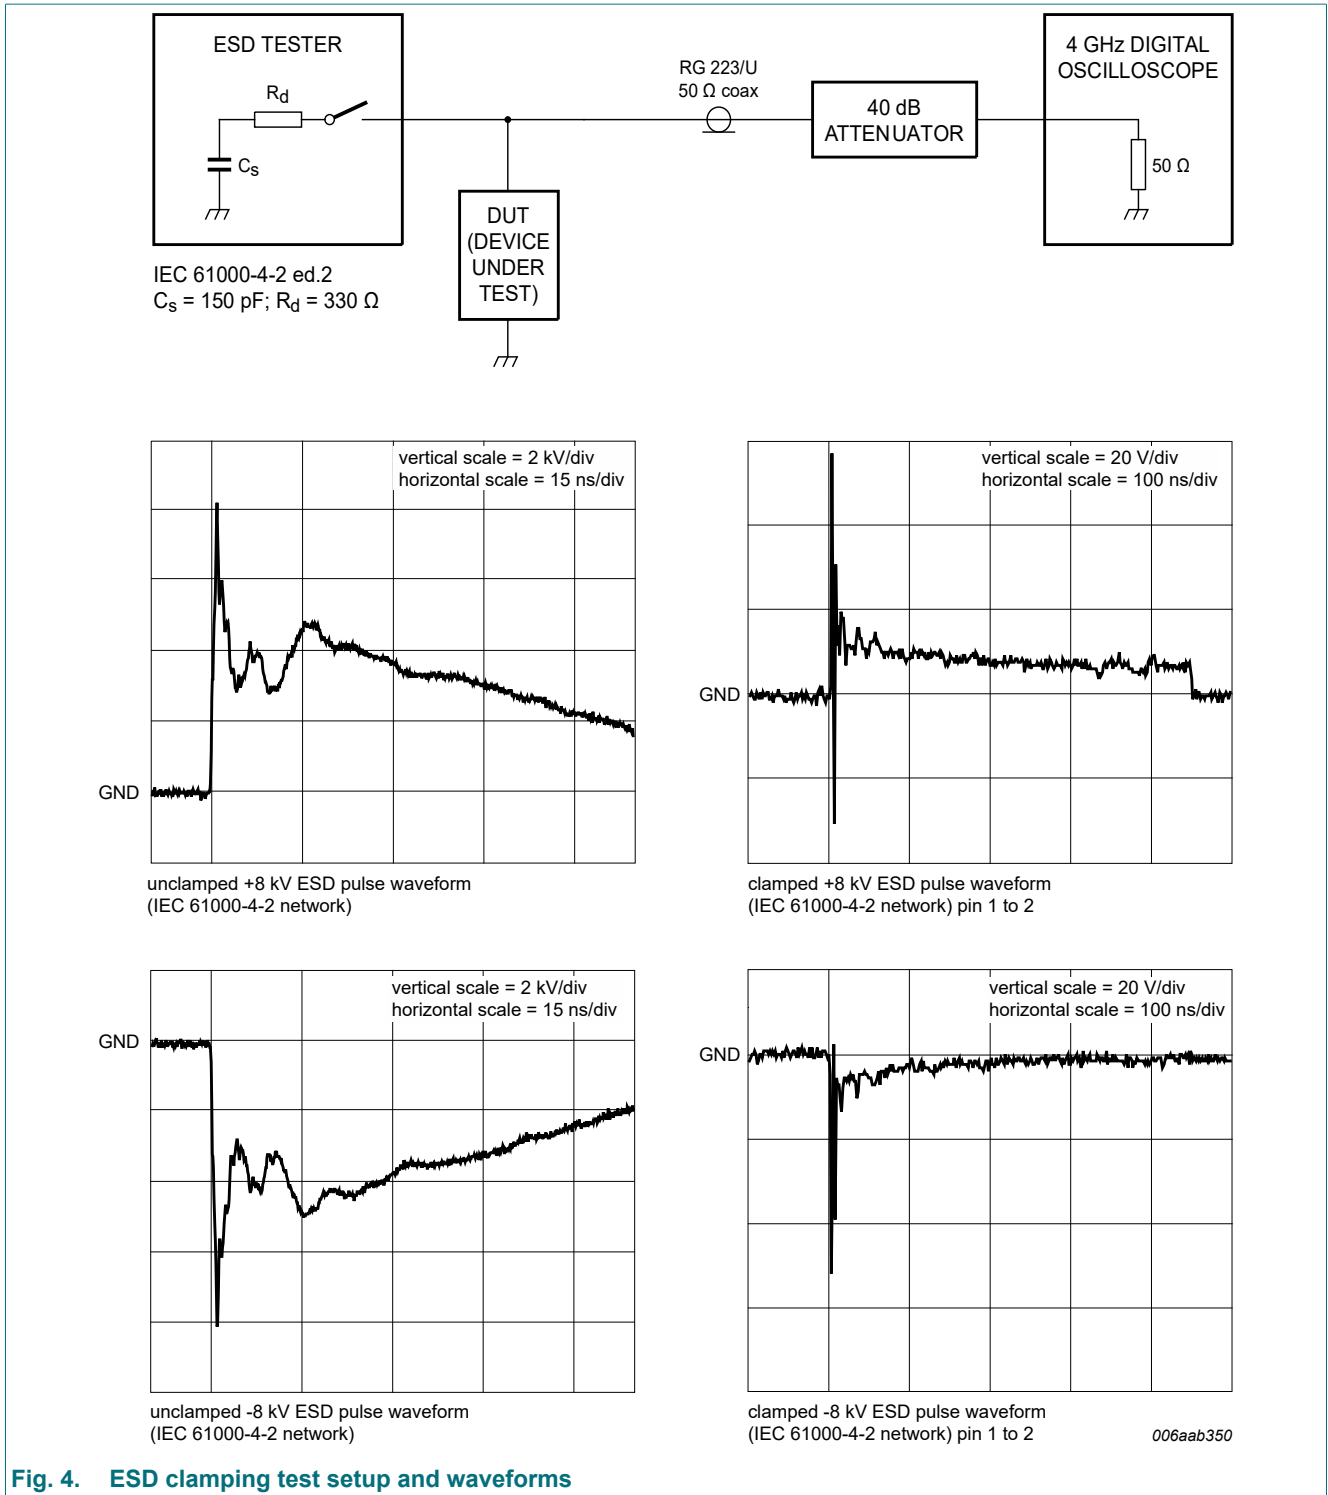 ESD TESTER
Rd
Cs
IEC 61000-4-2 ed.2
Cs = 150 pF; Rd = 330 Ω
DUT
(DEVICE
UNDER
TEST)
RG 223/U
50 Ω coax
40 dB
ATTENUATOR
4 GHz DIGITAL
OSCILLOSCOPE
50 Ω
vertical scale = 2 kV/div
horizontal scale = 15 ns/div
GND
unclamped +8 kV ESD pulse waveform
(IEC 61000-4-2 network)
vertical scale = 20 V/div
horizontal scale = 100 ns/div
GND
clamped +8 kV ESD pulse waveform
(IEC 61000-4-2 network) pin 1 to 2
vertical scale = 2 kV/div
horizontal scale = 15 ns/div
GND
unclamped -8 kV ESD pulse waveform
(IEC 61000-4-2 network)
vertical scale = 20 V/div
horizontal scale = 100 ns/div
GND
clamped -8 kV ESD pulse waveform
(IEC 61000-4-2 network) pin 1 to 2
006aab350
Fig. 4. ESD clamping test setup and waveforms